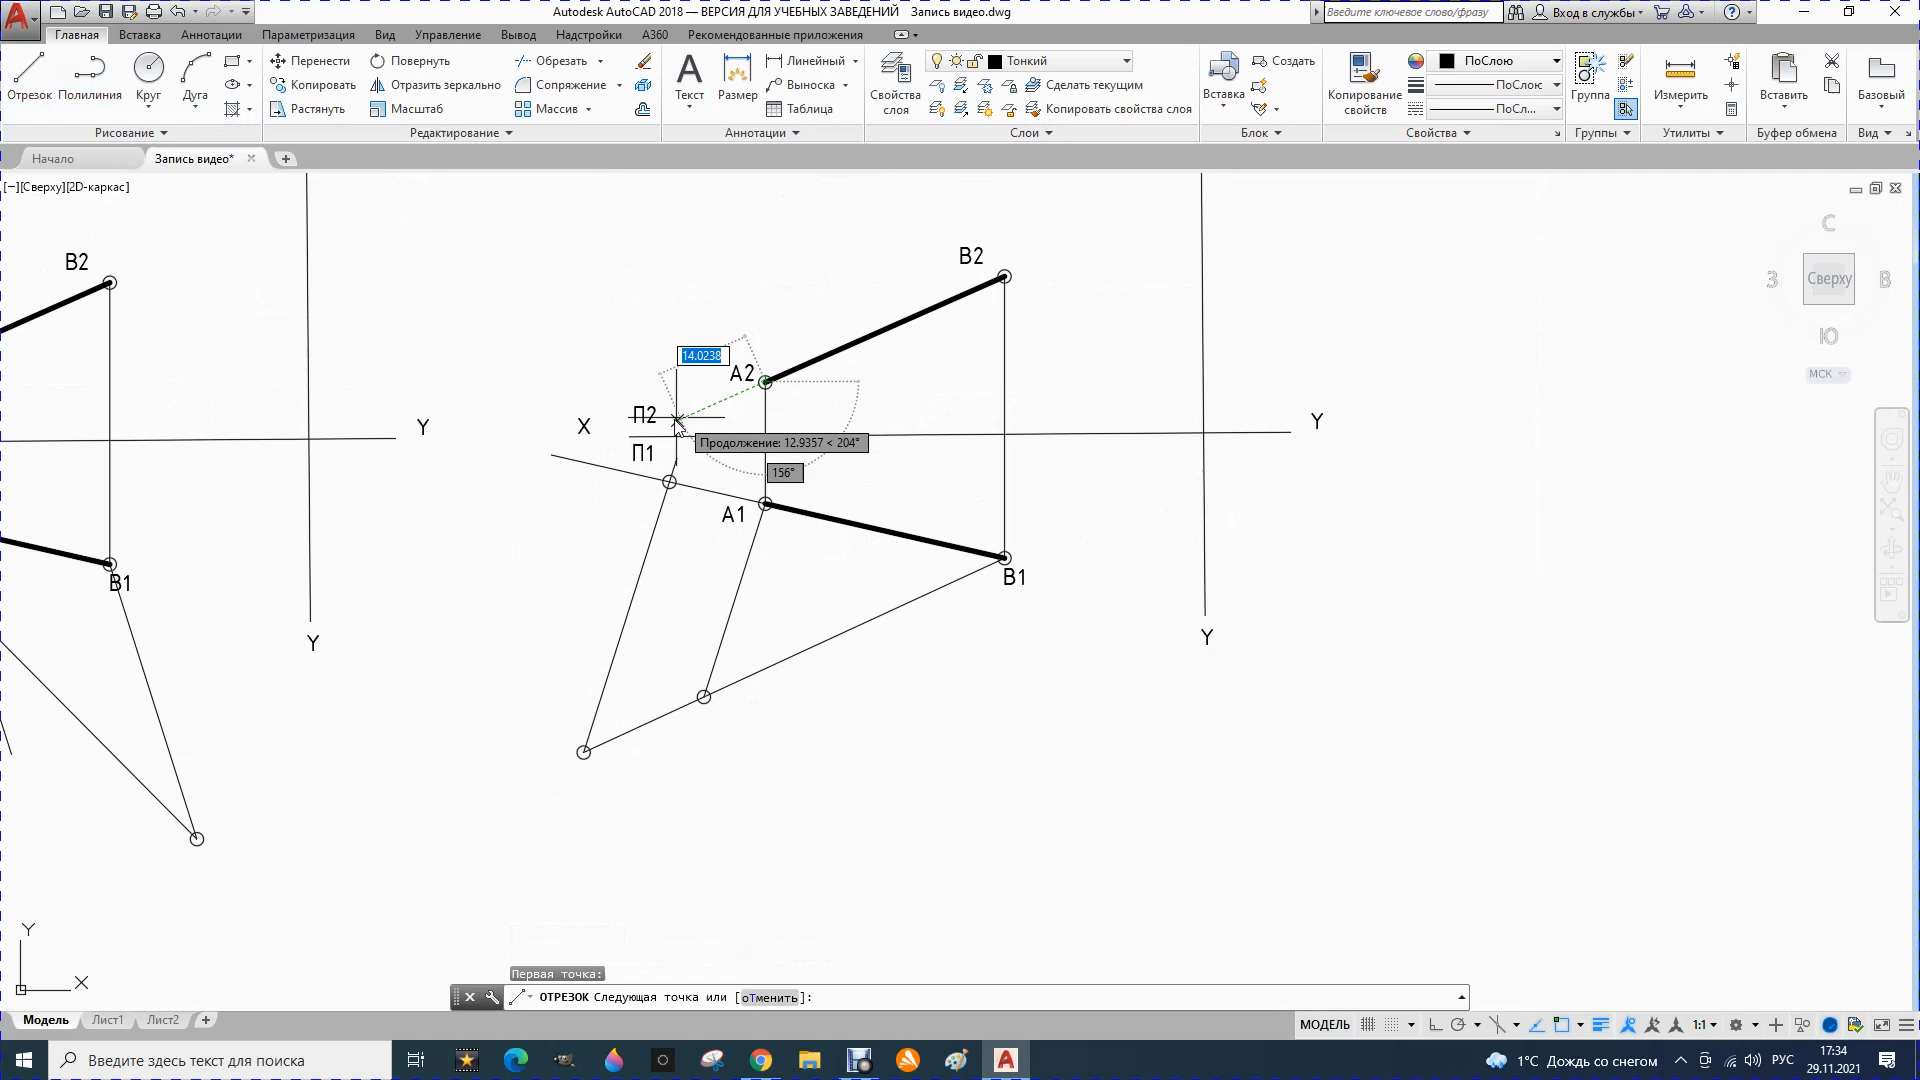 Autodesk AutoCAD 2018 — ВЕРСИЯ ДЛЯ УЧЕБНЫХ ЗАВЕДЕНИЙ Запись видео.dwg
Введите ключевое слово/фразу
Вход в службы
Главная Вставка Аннотации Параметризация Вид Управление Вывод Надстройки A360 Рекомендованные приложения
Отрезок Полилиния Круг Дуга
Рисование
Перенести Повернуть Обрезать
Копировать Отразить зеркально Сопряжение
Растянуть Масштаб Массив
Редактирование
Текст Размер
Линейный
Выноска
Таблица
Аннотации
Свойства слоя
Тонкий
Сделать текущим
Копировать свойства слоя
Слои
Вставка
Создать
Блок
Копирование свойств
ПоСлою
ПоСлою
ПоСл...
Свойства
Группа
Группы
Измерить
Утилиты
Вставить
Буфер обмена
Базовый
Вид
Начало Запись видео*
[−][Сверху][2D-каркас]
С
З Сверху В
Ю
МСК
B2
B2
14.0238
A2
П2
X
Y
Y
Продолжение: 12.9357 < 204°
П1
156°
A1
B1
B1
Y
Y
Y
X
Первая точка:
ОТРЕЗОК Следующая точка или [оТменить]:
Модель Лист1 Лист2
МОДЕЛЬ
1:1
Введите здесь текст для поиска
1°C Дождь со снегом
РУС
17:34
29.11.2021